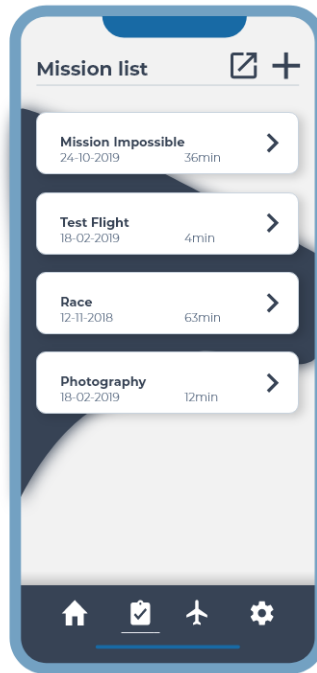 Mission list
Mission Impossible
24-10-2019 36min
Test Flight
18-02-2019 4min
Race
12-11-2018 63min
Photography
18-02-2019 12min